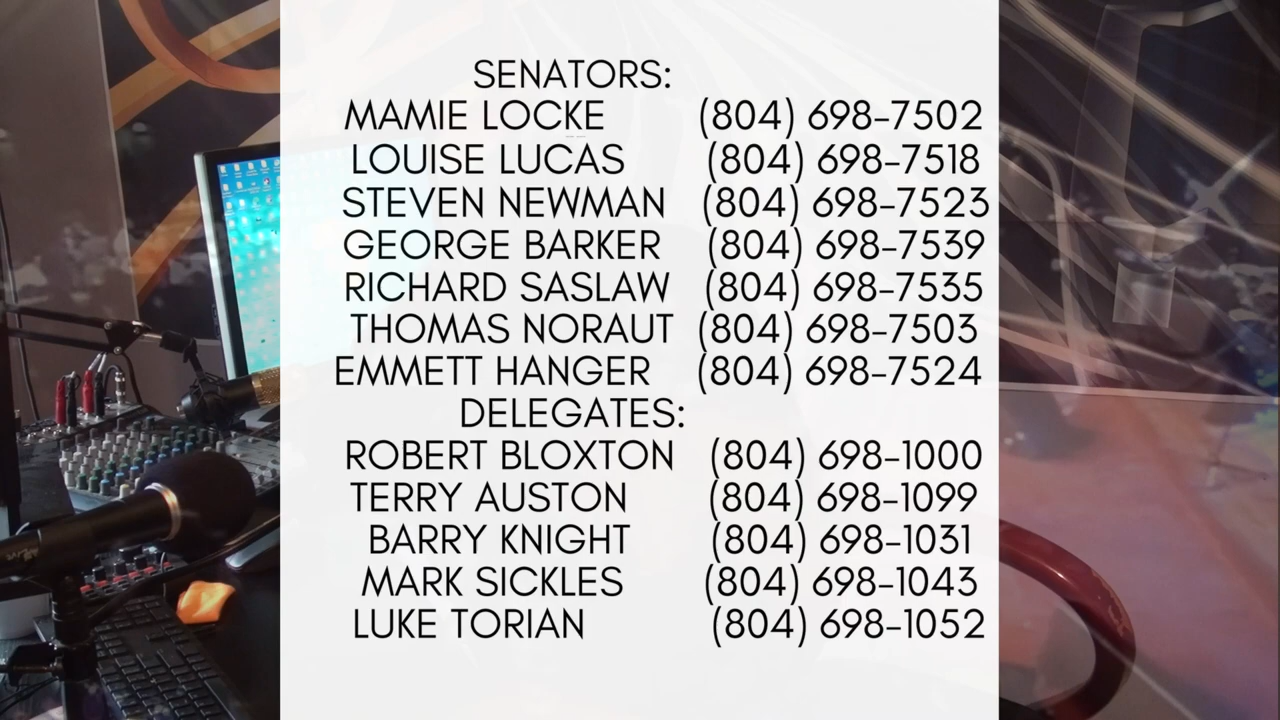 SENATORS:
MAMIE LOCKE (804) 698-7502
LOUISE LUCAS (804) 698-7518
STEVEN NEWMAN (804) 698-7523
GEORGE BARKER (804) 698-7539
RICHARD SASLAW (804) 698-7535
THOMAS NORAUT (804) 698-7503
EMMETT HANGER (804) 698-7524
DELEGATES:
ROBERT BLOXTON (804) 698-1000
TERRY AUSTON (804) 698-1099
BARRY KNIGHT (804) 698-1031
MARK SICKLES (804) 698-1043
LUKE TORIAN (804) 698-1052